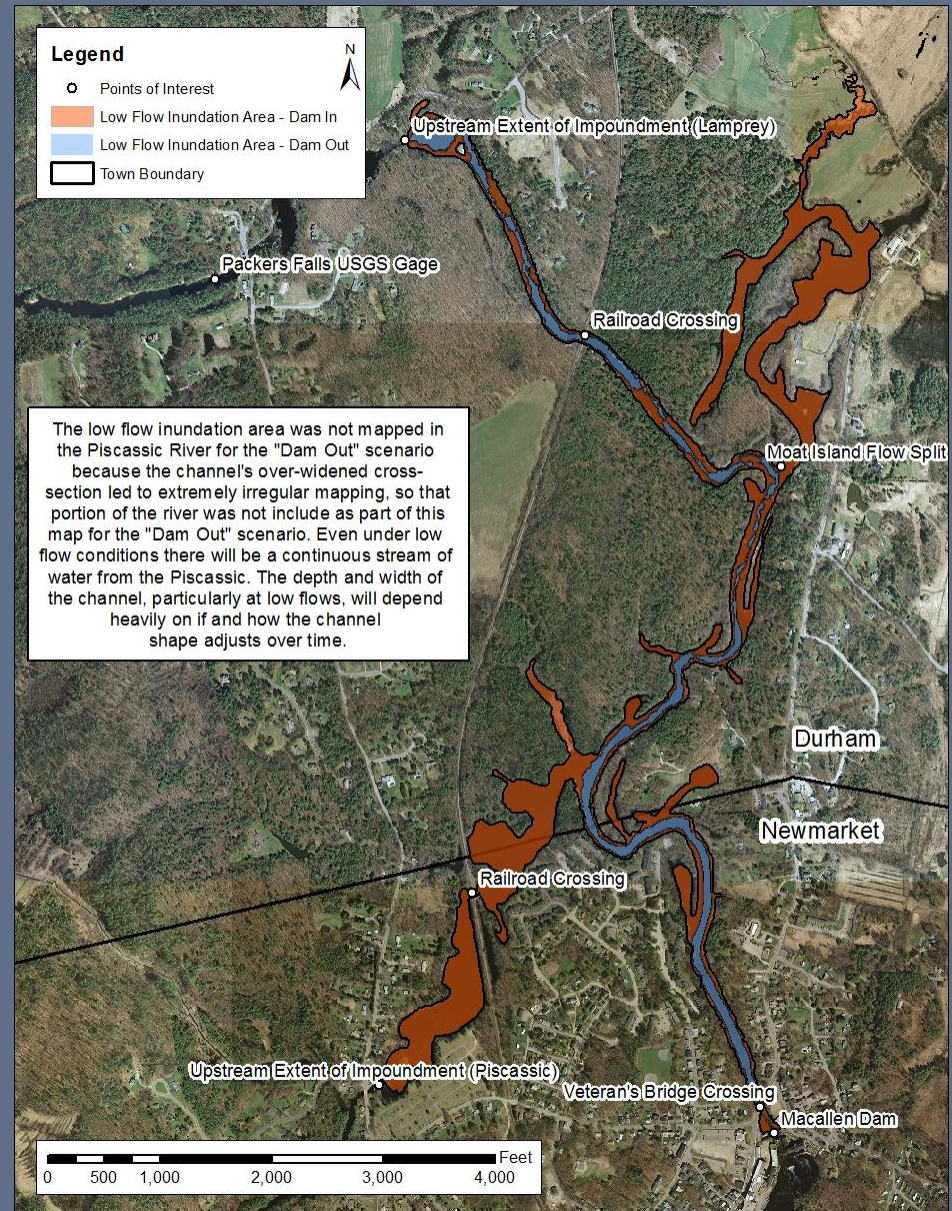 Legend
N
Points of Interest
Low Flow Inundation Area - Dam In
Low Flow Inundation Area - Dam Out
Town Boundary
Upstream Extent of Impoundment (Lamprey)
Packers Falls USGS Gage
Railroad Crossing
The low flow inundation area was not mapped in
the Piscassic River for the "Dam Out" scenario
because the channel's over-widened cross-
section led to extremely irregular mapping, so that
portion of the river was not include as part of this
map for the "Dam Out" scenario. Even under low
flow conditions there will be a continuous stream of
water from the Piscassic. The depth and width of
the channel, particularly at low flows, will depend
heavily on if and how the channel
shape adjusts over time.
Moat Island Flow Split
Durham
Newmarket
Railroad Crossing
Upstream Extent of Impoundment (Piscassic)
Veteran's Bridge Crossing
Macallen Dam
Feet
0 500 1,000 2,000 3,000 4,000